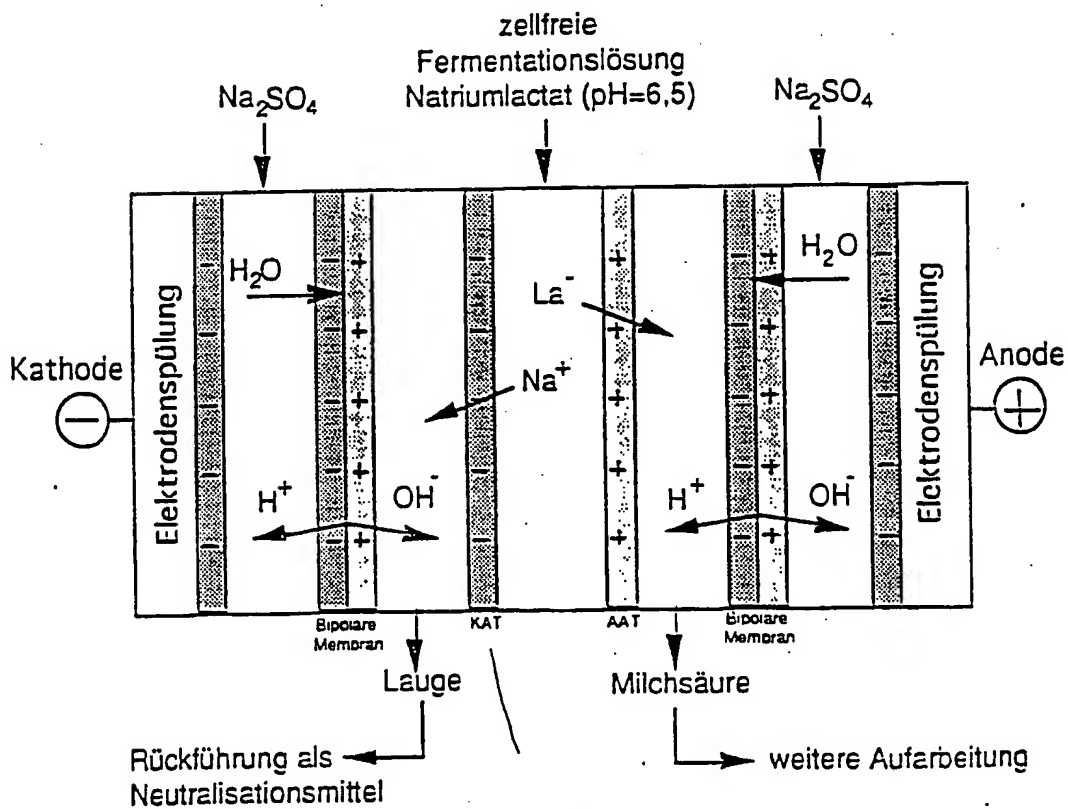 zellfreie
Fermentationslösung
Natriumlactat (pH=6,5)
Na₂SO₄
Na₂SO₄
Elektrodenspülung
H₂O
La⁻
H₂O
Elektrodenspülung
Kathode
Anode
Na⁺
H⁺
OH⁻
H⁺
OH⁻
Bipolare
Membran
KAT
AAT
Bipolare
Membran
Lauge
Milchsäure
Rückführung als
Neutralisationsmittel
weitere Aufarbeitung